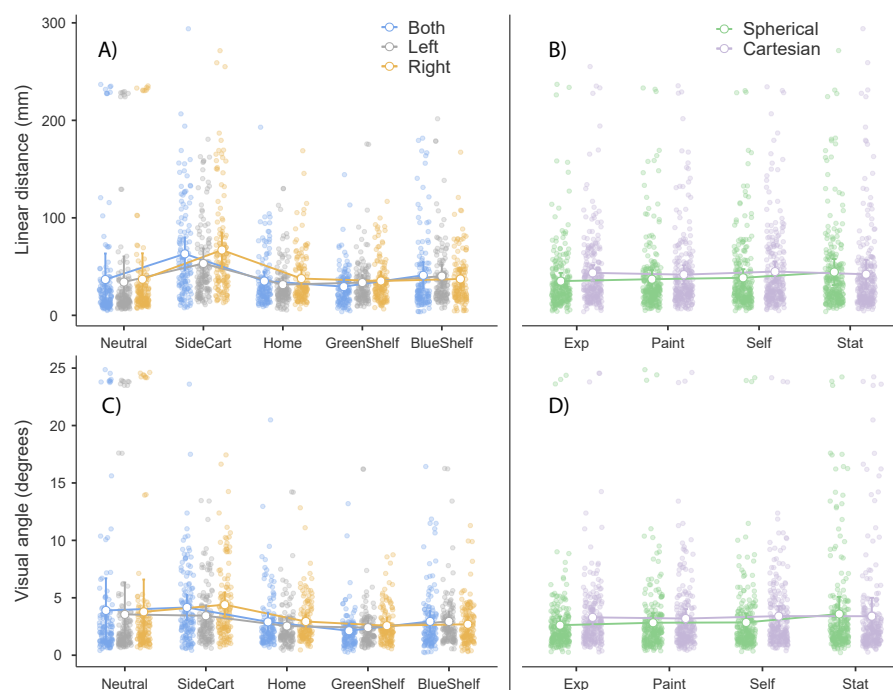 300
200
100
0
Linear distance (mm)
A)
Both
Left
Right
Neutral SideCart Home GreenShelf BlueShelf
B)
Spherical
Cartesian
Exp Paint Self Stat
25
20
15
10
5
0
Visual angle (degrees)
C)
Neutral SideCart Home GreenShelf BlueShelf
D)
Exp Paint Self Stat